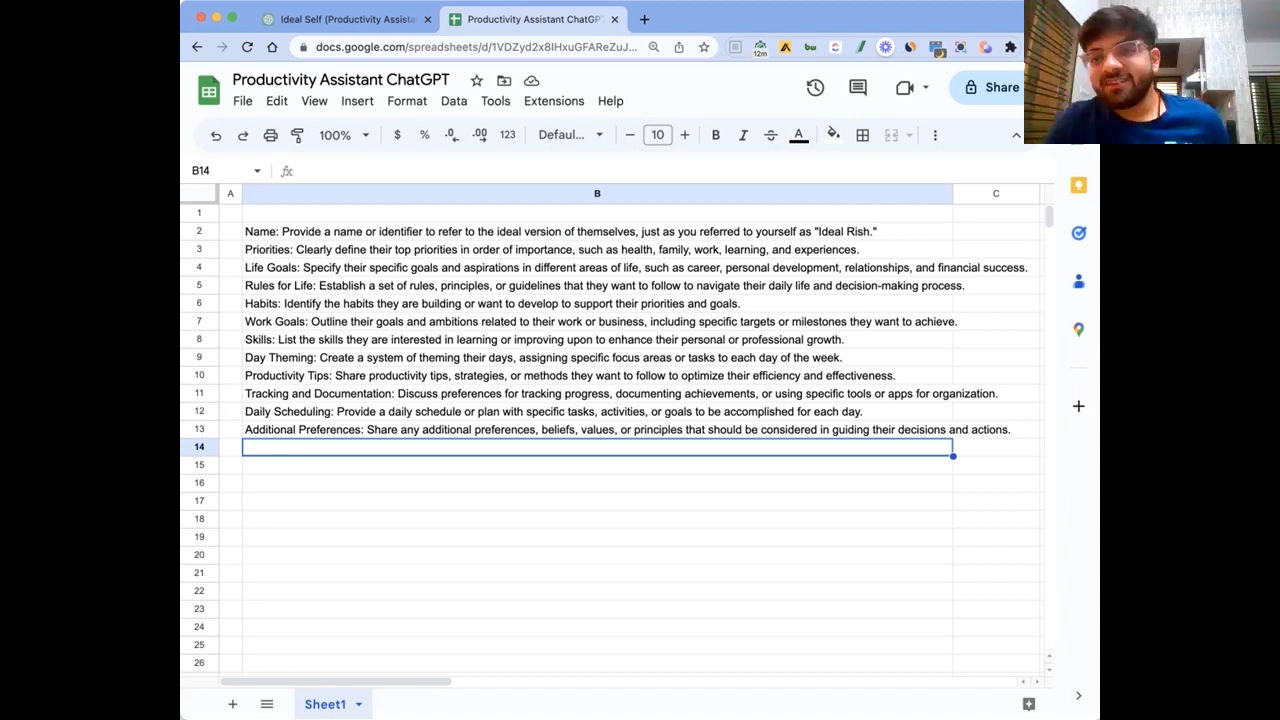 Ideal Self (Productivity Assista
Productivity Assistant ChatGPT
docs.google.com/spreadsheets/d/1VDZyd2x8IHxuGFAReZuJ...
12m
Productivity Assistant ChatGPT
File Edit View Insert Format Data Tools Extensions Help
Share
100% $ % .0 .00 123 Defaul... − 10 + B I S A
B14 fx
A B C
1
2 Name: Provide a name or identifier to refer to the ideal version of themselves, just as you referred to yourself as "Ideal Rish."
3 Priorities: Clearly define their top priorities in order of importance, such as health, family, work, learning, and experiences.
4 Life Goals: Specify their specific goals and aspirations in different areas of life, such as career, personal development, relationships, and financial success.
5 Rules for Life: Establish a set of rules, principles, or guidelines that they want to follow to navigate their daily life and decision-making process.
6 Habits: Identify the habits they are building or want to develop to support their priorities and goals.
7 Work Goals: Outline their goals and ambitions related to their work or business, including specific targets or milestones they want to achieve.
8 Skills: List the skills they are interested in learning or improving upon to enhance their personal or professional growth.
9 Day Theming: Create a system of theming their days, assigning specific focus areas or tasks to each day of the week.
10 Productivity Tips: Share productivity tips, strategies, or methods they want to follow to optimize their efficiency and effectiveness.
11 Tracking and Documentation: Discuss preferences for tracking progress, documenting achievements, or using specific tools or apps for organization.
12 Daily Scheduling: Provide a daily schedule or plan with specific tasks, activities, or goals to be accomplished for each day.
13 Additional Preferences: Share any additional preferences, beliefs, values, or principles that should be considered in guiding their decisions and actions.
14
15
16
17
18
19
20
21
22
23
24
25
26
Sheet1